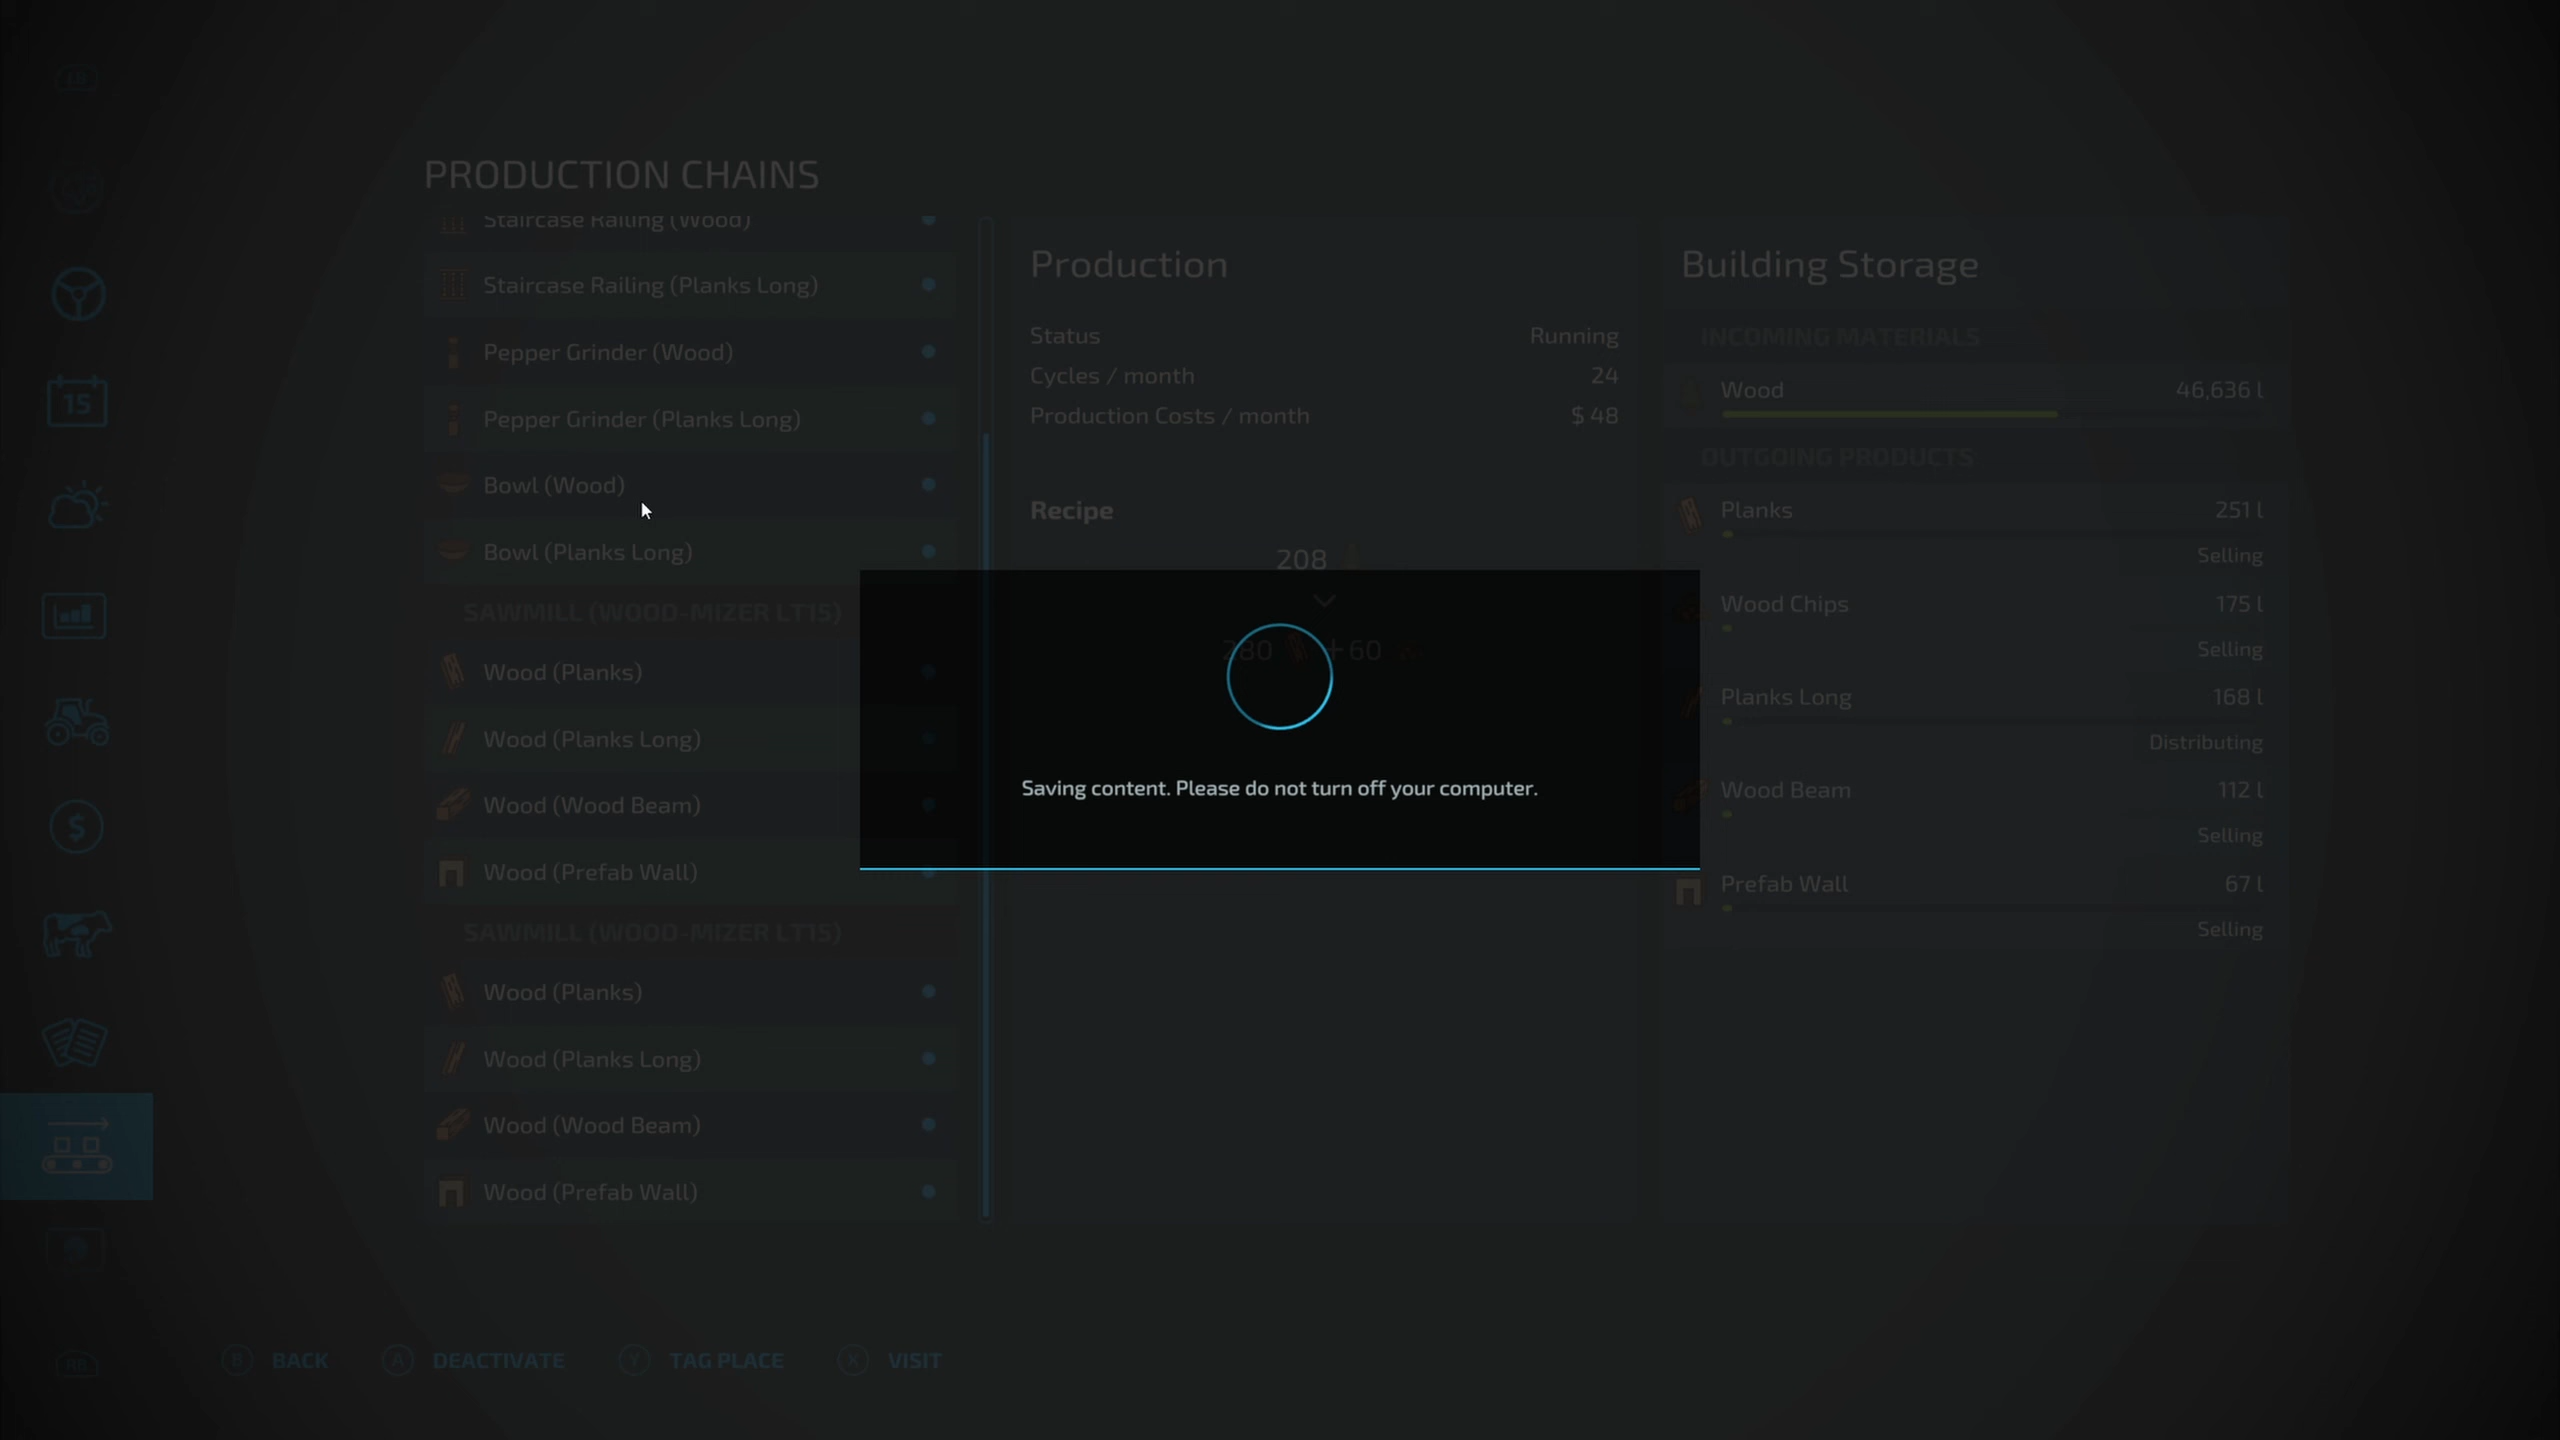 LB
PRODUCTION CHAINS
Staircase Railing (Wood)
Staircase Railing (Planks Long)
Pepper Grinder (Wood)
Pepper Grinder (Planks Long)
Bowl (Wood)
Bowl (Planks Long)
SAWMILL (WOOD-MIZER LT15)
Wood (Planks)
Wood (Planks Long)
Wood (Wood Beam)
Wood (Prefab Wall)
SAWMILL (WOOD-MIZER LT15)
Wood (Planks)
Wood (Planks Long)
Wood (Wood Beam)
Wood (Prefab Wall)
15
$
Production
Status Running
Cycles / month 24
Production Costs / month $ 48
Recipe
208
280 + 60
Saving content. Please do not turn off your computer.
Building Storage
INCOMING MATERIALS
Wood 46,636 l
OUTGOING PRODUCTS
Planks 251 l
Selling
Wood Chips 175 l
Selling
Planks Long 168 l
Distributing
Wood Beam 112 l
Selling
Prefab Wall 67 l
Selling
RB
B BACK A DEACTIVATE Y TAG PLACE X VISIT